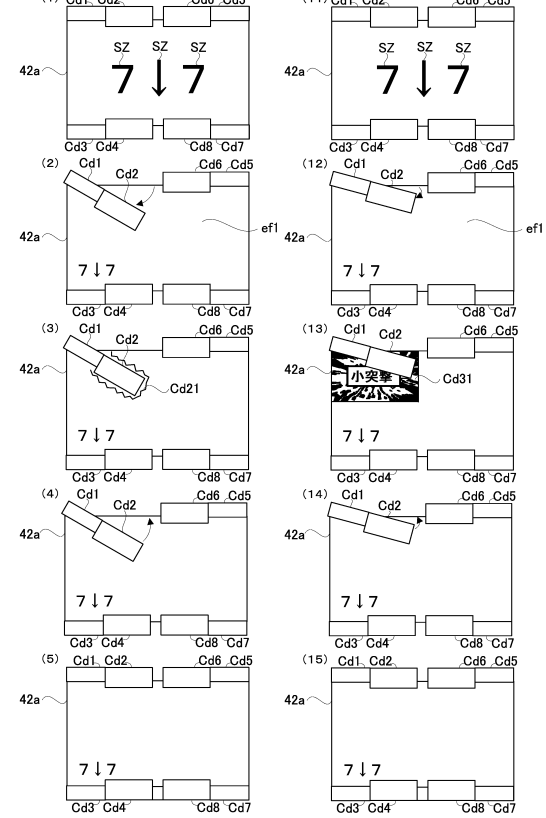 (1) Cd1 Cd2 Cd6 Cd5
SZ SZ SZ
7 ↓ 7
42a
Cd3 Cd4 Cd8 Cd7
(2) Cd1 Cd2 Cd6 Cd5
ef1
42a
7 ↓ 7
Cd3 Cd4 Cd8 Cd7
(3) Cd1 Cd2 Cd6 Cd5
42a
Cd21
7 ↓ 7
Cd3 Cd4 Cd8 Cd7
(4) Cd1 Cd2 Cd6 Cd5
42a
7 ↓ 7
Cd3 Cd4 Cd8 Cd7
(5) Cd1 Cd2 Cd6 Cd5
42a
7 ↓ 7
Cd3 Cd4 Cd8 Cd7
(11) Cd1 Cd2 Cd6 Cd5
SZ SZ SZ
7 ↓ 7
42a
Cd3 Cd4 Cd8 Cd7
(12) Cd1 Cd2 Cd6 Cd5
ef1
42a
7 ↓ 7
Cd3 Cd4 Cd8 Cd7
(13) Cd1 Cd2 Cd6 Cd5
42a
小突撃
Cd31
7 ↓ 7
Cd3 Cd4 Cd8 Cd7
(14) Cd1 Cd2 Cd6 Cd5
42a
7 ↓ 7
Cd3 Cd4 Cd8 Cd7
(15) Cd1 Cd2 Cd6 Cd5
42a
7 ↓ 7
Cd3 Cd4 Cd8 Cd7